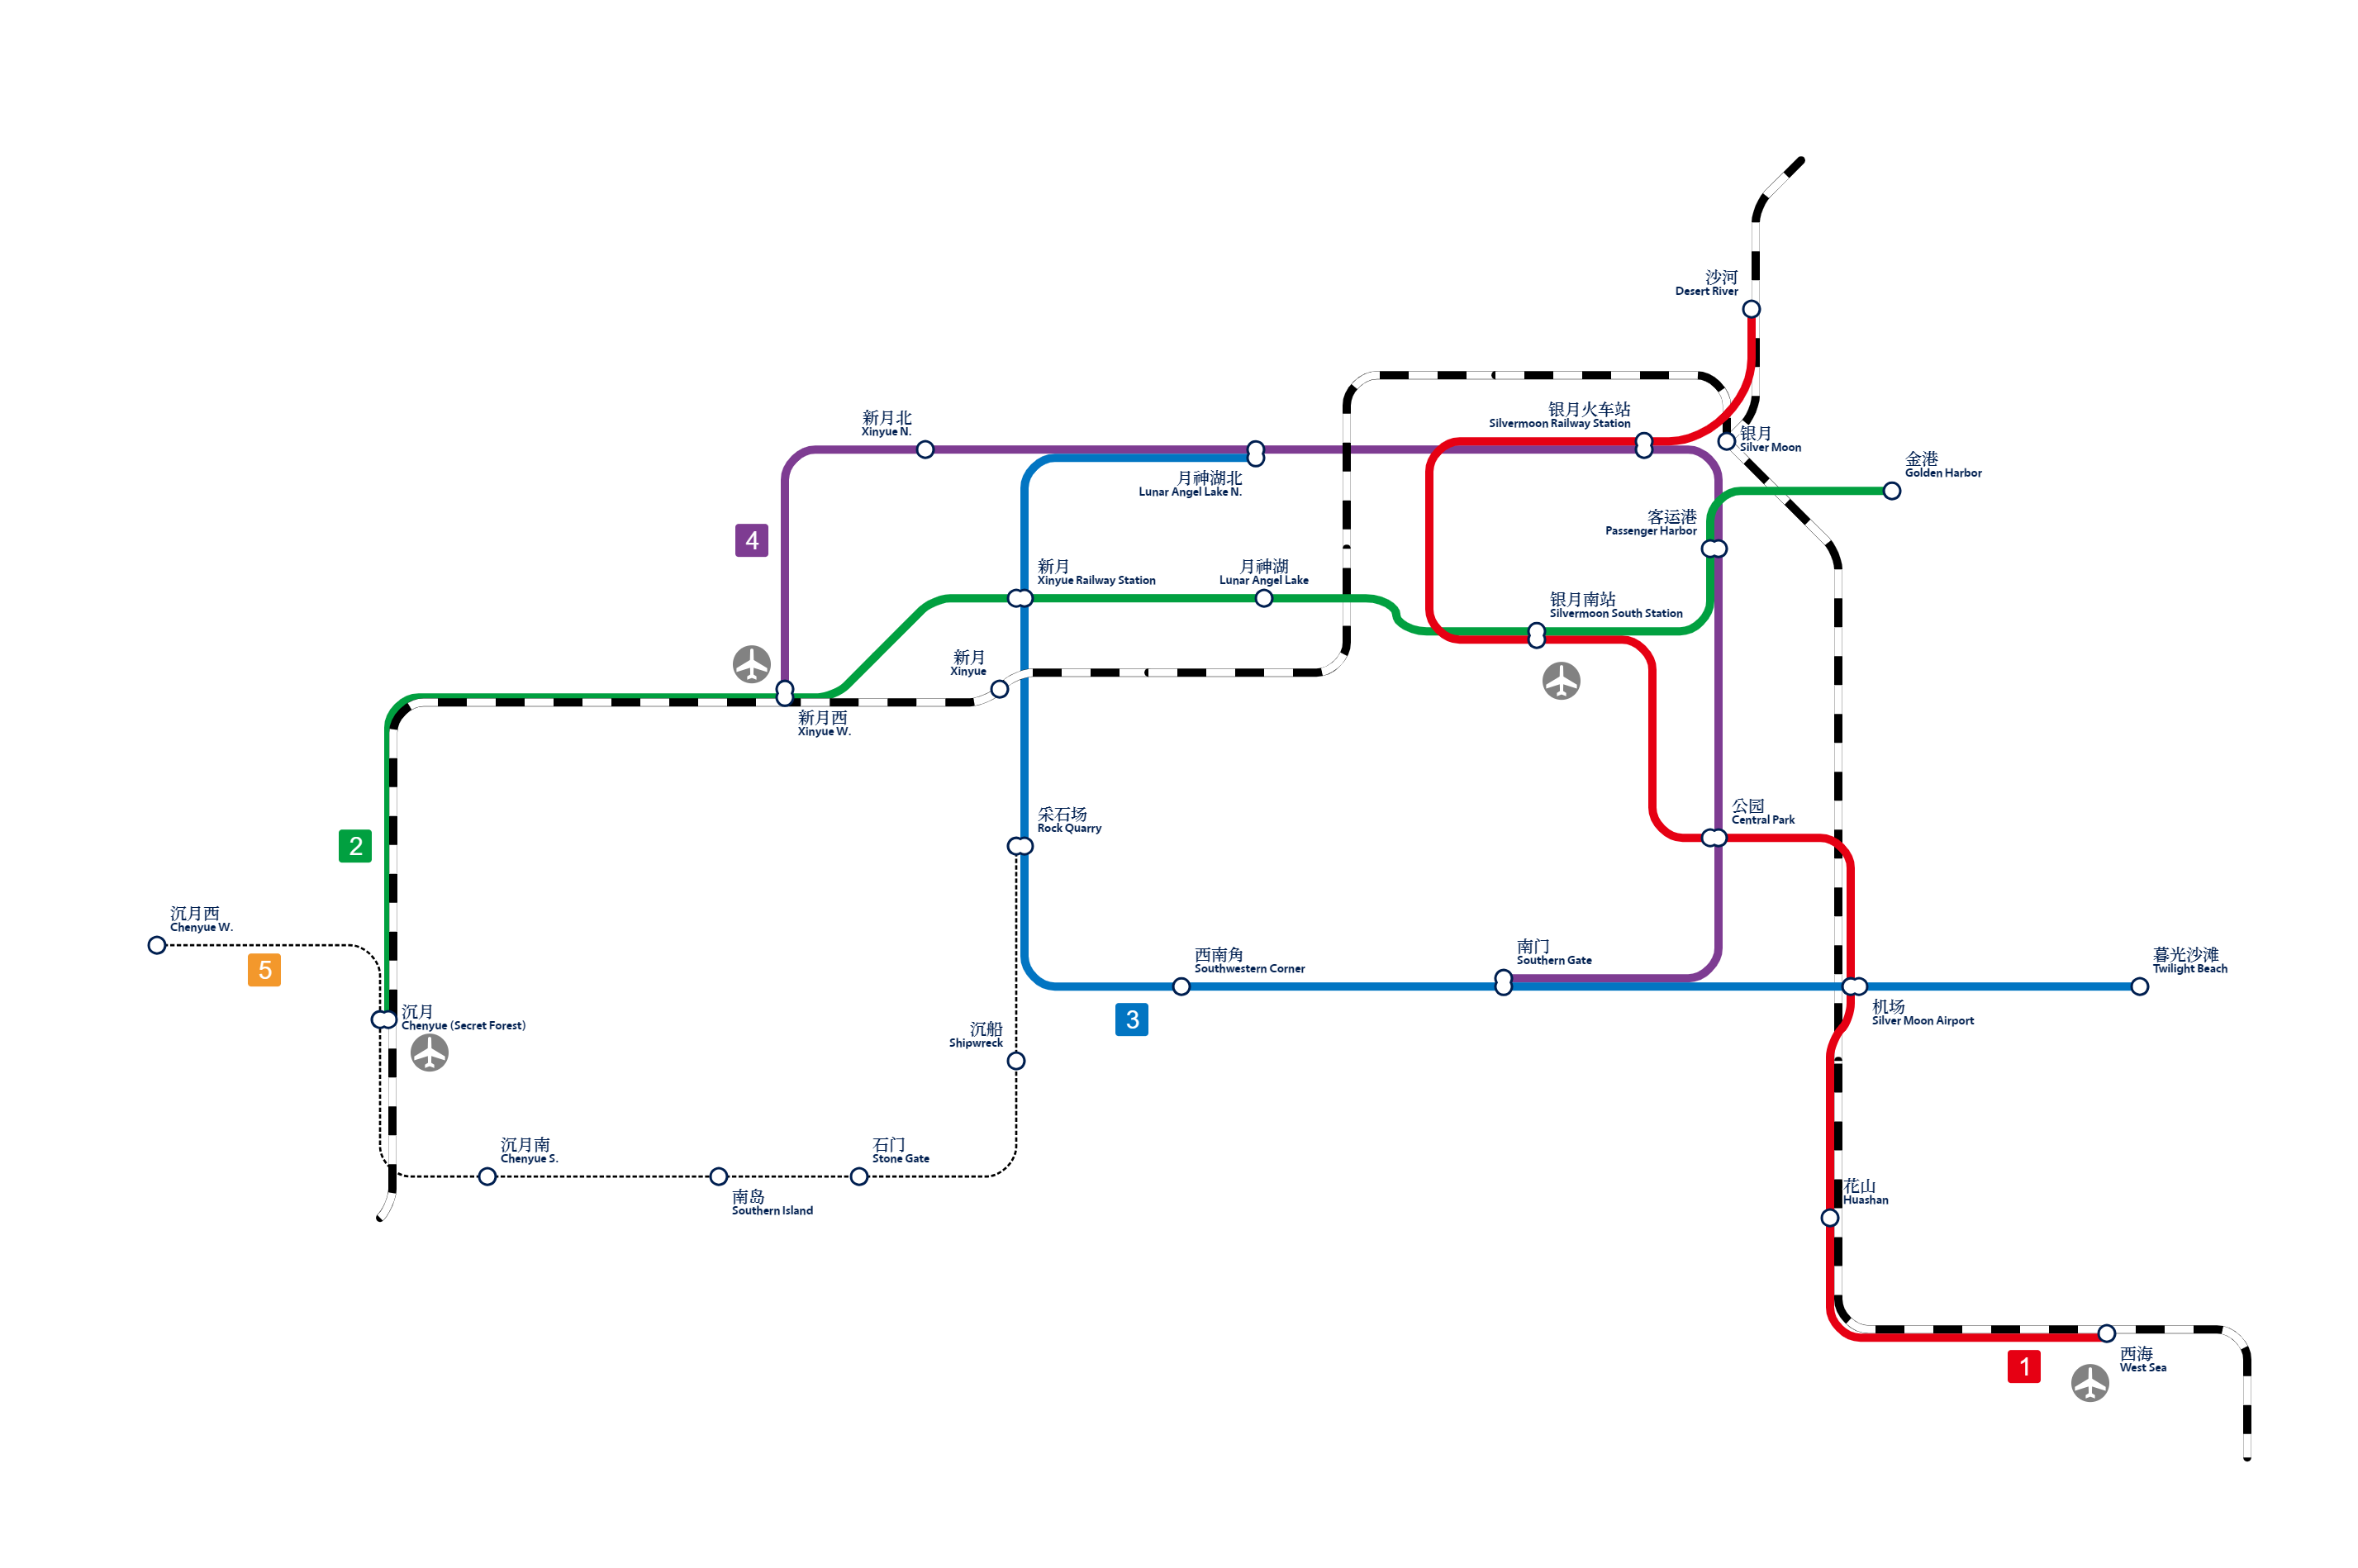 沙河
Desert River
新月北
Xinyue N.
银月火车站
Silvermoon Railway Station
银月
Silver Moon
金港
Golden Harbor
月神湖北
Lunar Angel Lake N.
客运港
Passenger Harbor
4
新月
Xinyue Railway Station
月神湖
Lunar Angel Lake
银月南站
Silvermoon South Station
新月
Xinyue
新月西
Xinyue W.
采石场
Rock Quarry
公园
Central Park
2
沉月西
Chenyue W.
5
西南角
Southwestern Corner
南门
Southern Gate
暮光沙滩
Twilight Beach
沉月
Chenyue (Secret Forest)
3
机场
Silver Moon Airport
沉船
Shipwreck
沉月南
Chenyue S.
石门
Stone Gate
南岛
Southern Island
花山
Huashan
1
西海
West Sea